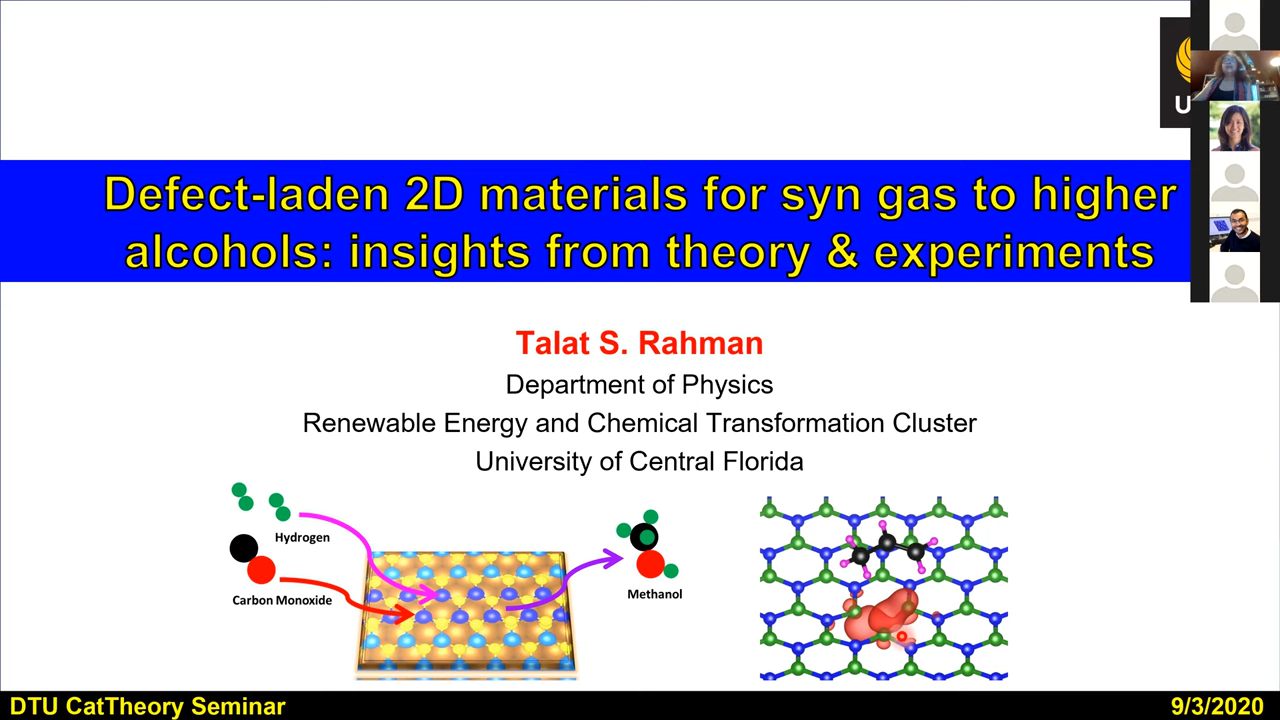 U
Defect-laden 2D materials for syn gas to higher
alcohols: insights from theory & experiments
Talat S. Rahman
Department of Physics
Renewable Energy and Chemical Transformation Cluster
University of Central Florida
Hydrogen
Carbon Monoxide
Methanol
DTU CatTheory Seminar
9/3/2020